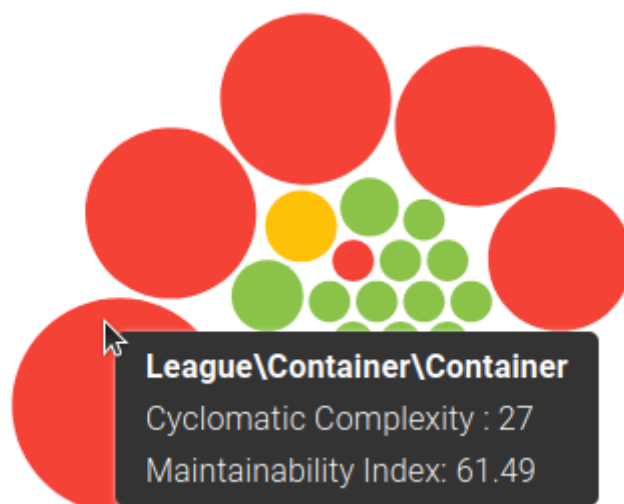 League\Container\Container
Cyclomatic Complexity : 27
Maintainability Index: 61.49